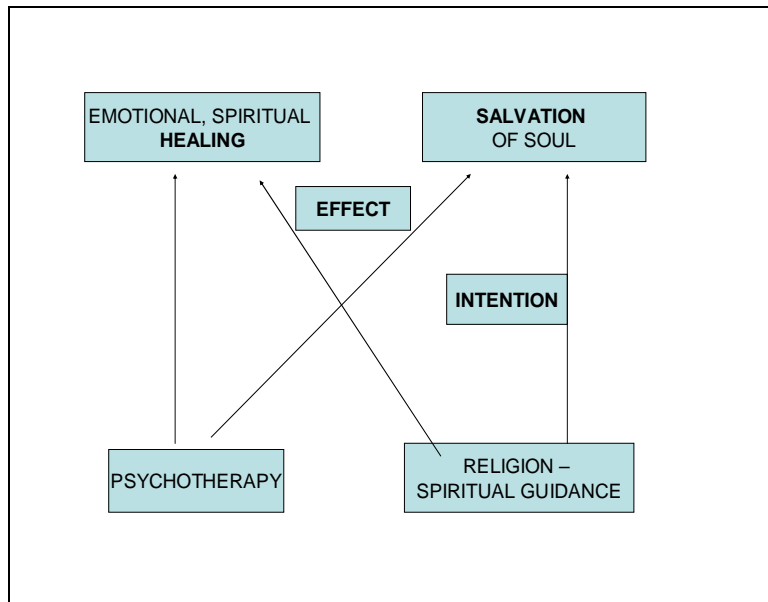 EMOTIONAL, SPIRITUAL
HEALING
SALVATION
OF SOUL
EFFECT
INTENTION
PSYCHOTHERAPY
RELIGION –
SPIRITUAL GUIDANCE